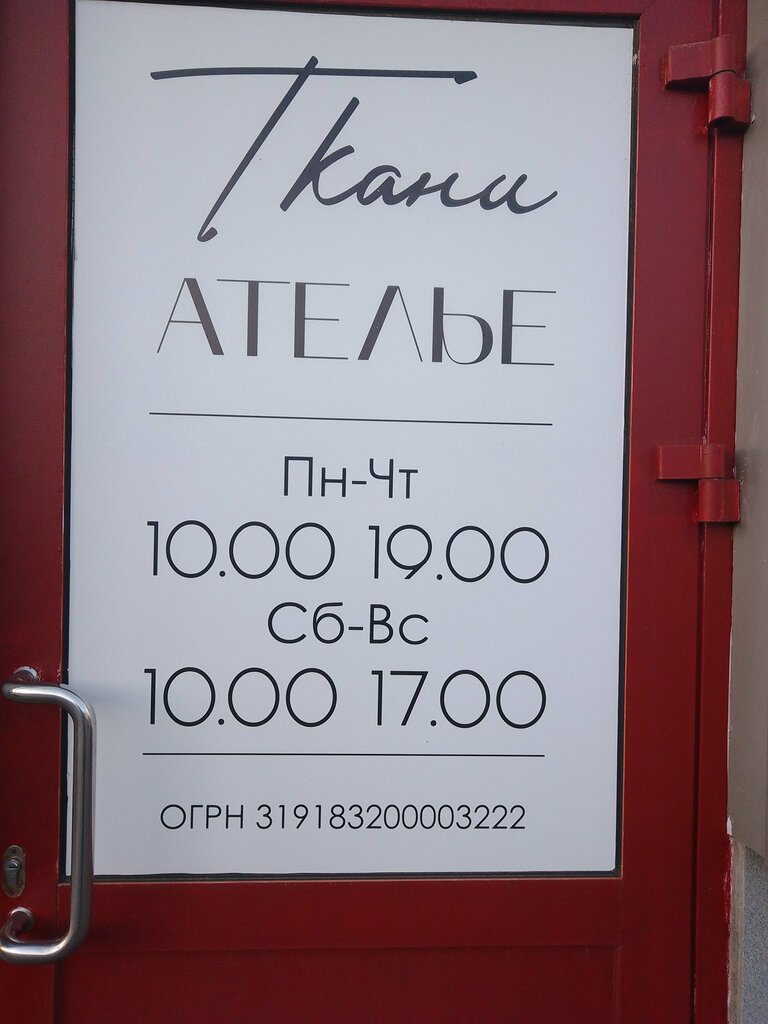 Ткани
АТЕЛЬЕ
Пн-Чт
10.00 19.00
Сб-Вс
10.00 17.00
ОГРН 319183200003222